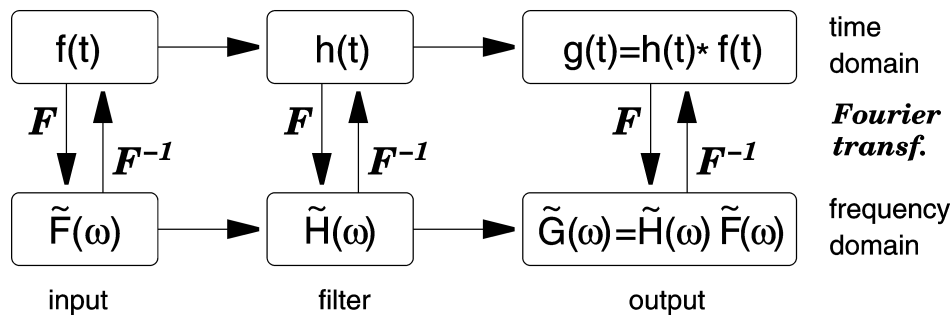 f(t) h(t) g(t)=h(t)* f(t) time
domain
F F⁻¹ F F⁻¹ F F⁻¹ Fourier
transf.
F̃(ω) H̃(ω) G̃(ω)=H̃(ω) F̃(ω) frequency
domain
input filter output